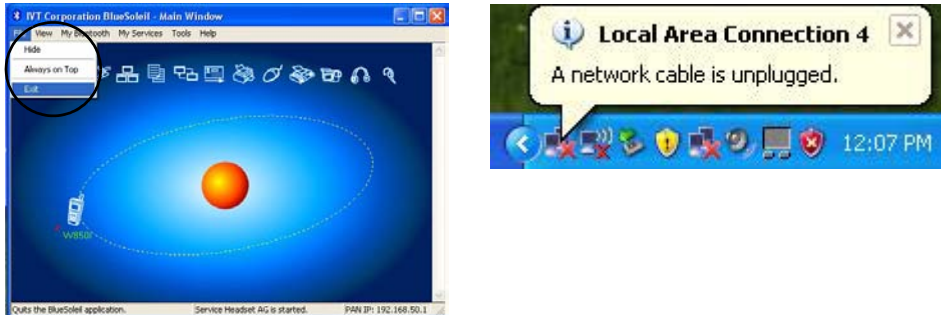 IVT Corporation BlueSoleil - Main Window
File View My Bluetooth My Services Tools Help
Hide
Always on Top
Exit
W850i
Quits the BlueSoleil application. Service Headset AG is started. PAN IP: 192.168.50.1
Local Area Connection 4
A network cable is unplugged.
12:07 PM